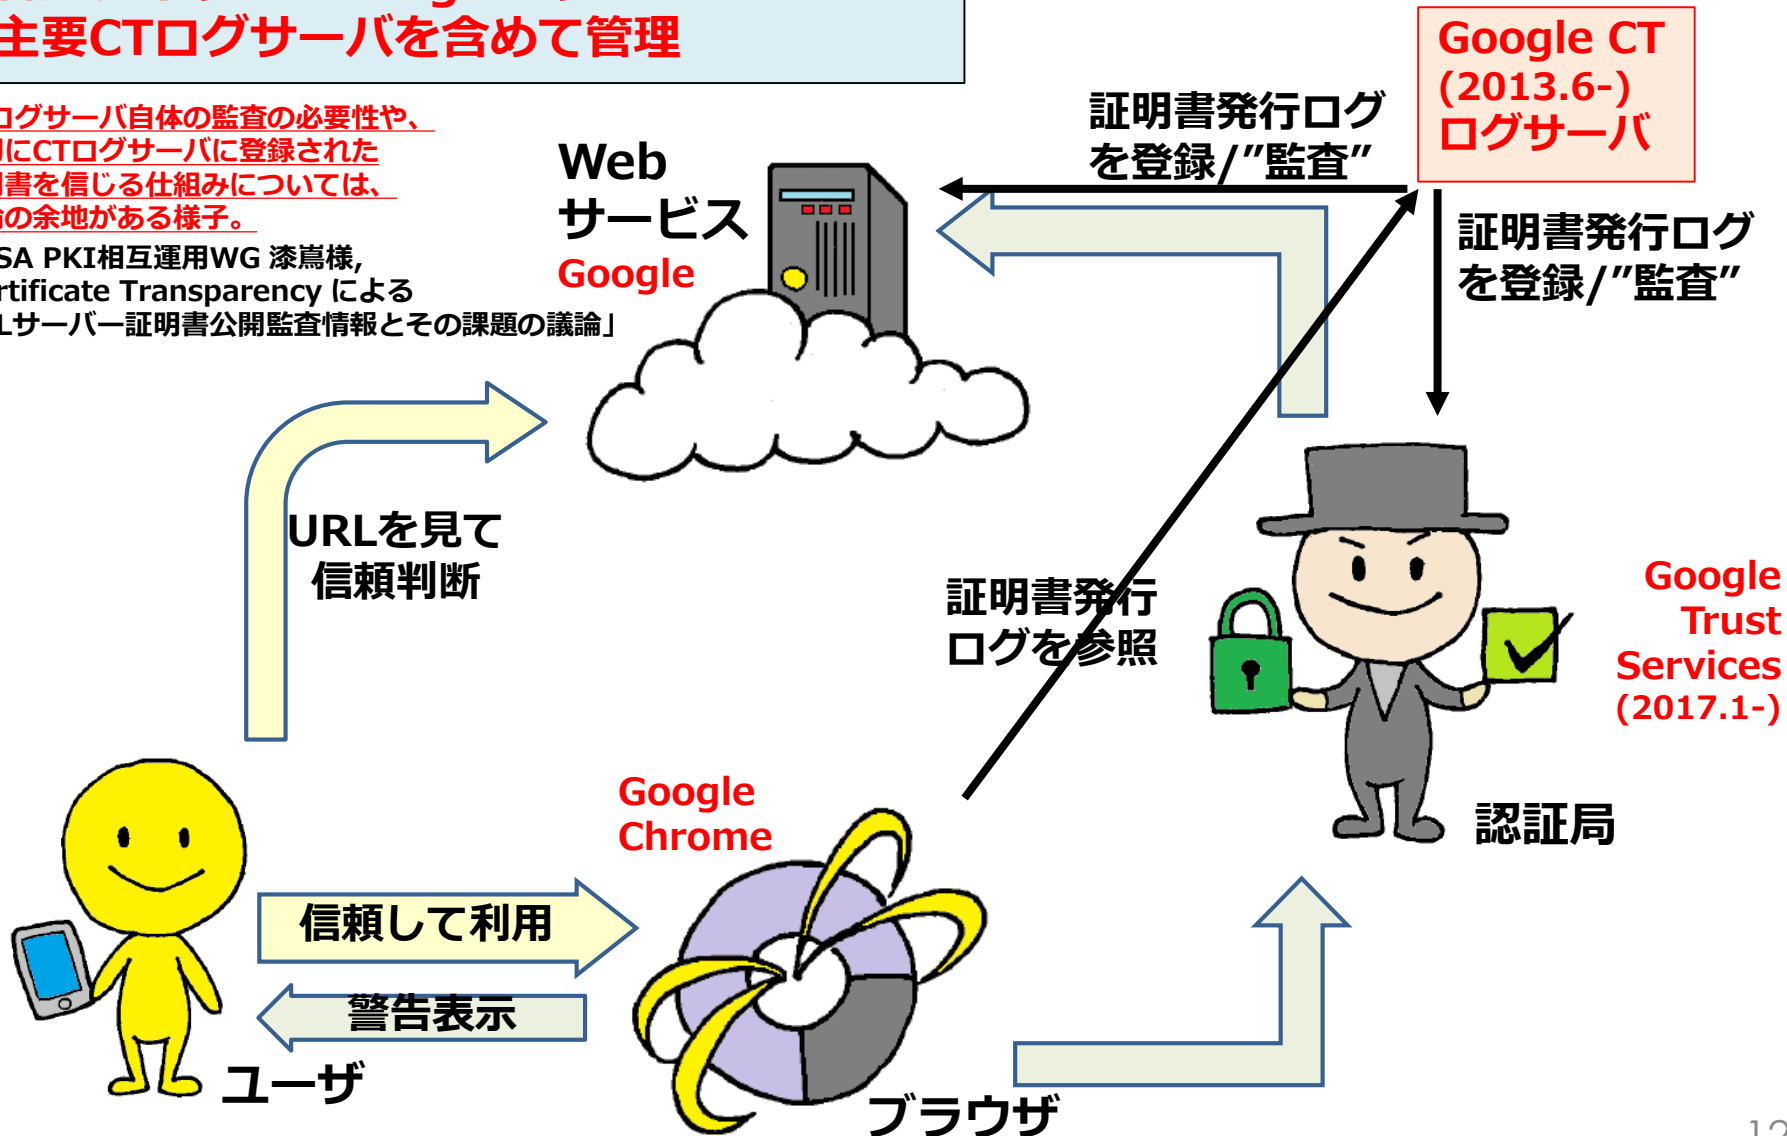 主要CTログサーバを含めて管理
ログサーバ自体の監査の必要性や、
にCTログサーバに登録された
書を信じる仕組みについては、
の余地がある様子。
SA PKI相互運用WG 漆嶌様,
rtificate Transparency による
Lサーバー証明書公開監査情報とその課題の議論」
Google CT
(2013.6-)
ログサーバ
証明書発行ログ
を登録/”監査”
Web
サービス
Google
証明書発行ログ
を登録/”監査”
URLを見て
信頼判断
証明書発行
ログを参照
Google
Trust
Services
(2017.1-)
Google
Chrome
認証局
信頼して利用
警告表示
ユーザ
ブラウザ
12